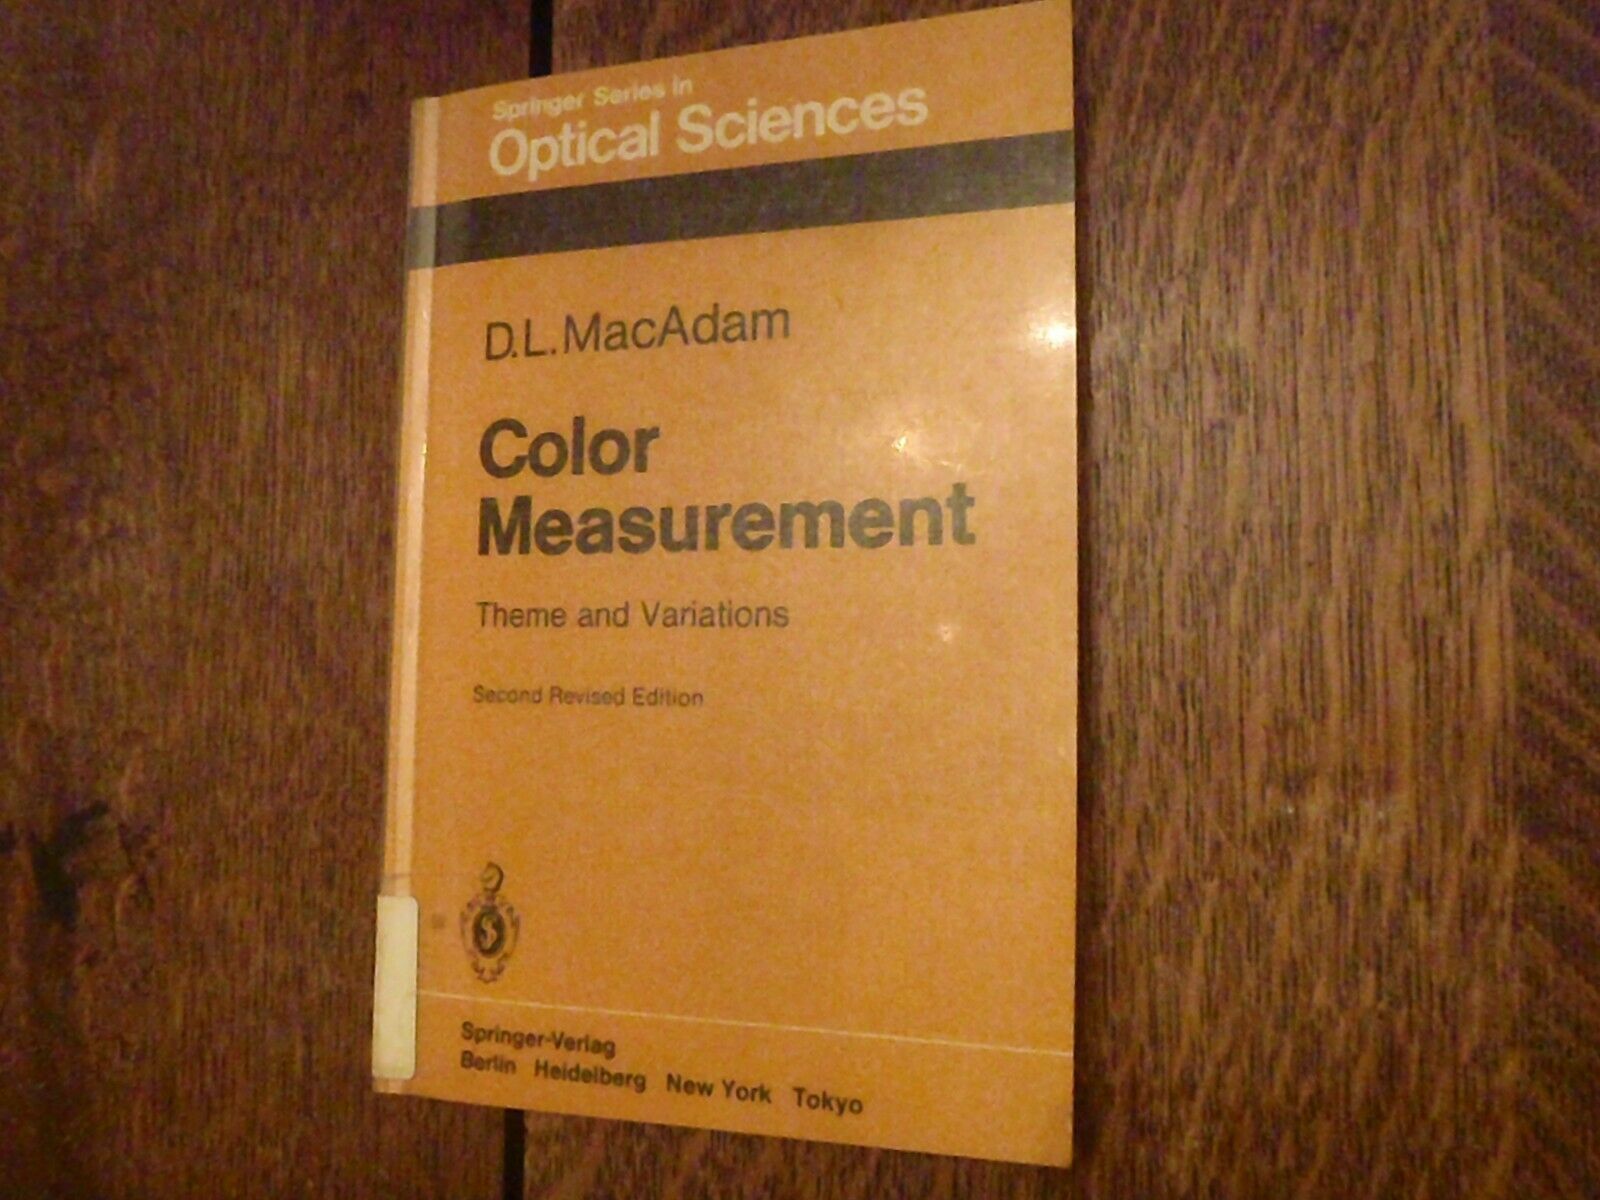 Springer Series in
Optical Sciences
D.L.MacAdam
Color
Measurement
Theme and Variations
Second Revised Edition
Springer-Verlag
Berlin Heidelberg New York Tokyo